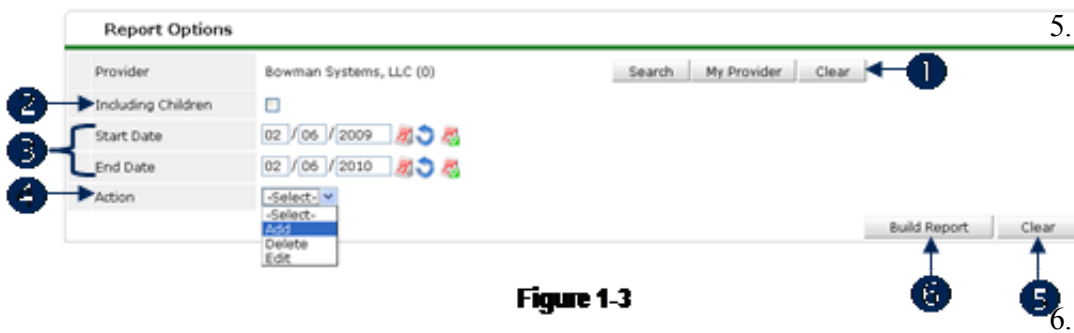 Report Options
5.
Provider Bowman Systems, LLC (0) Search My Provider Clear 1
2 Including Children
3 Start Date 02 / 06 / 2009
End Date 02 / 06 / 2010
4 Action -Select-
-Select-
Add
Delete
Edit
Build Report Clear
Figure 1-3
6 5
6.